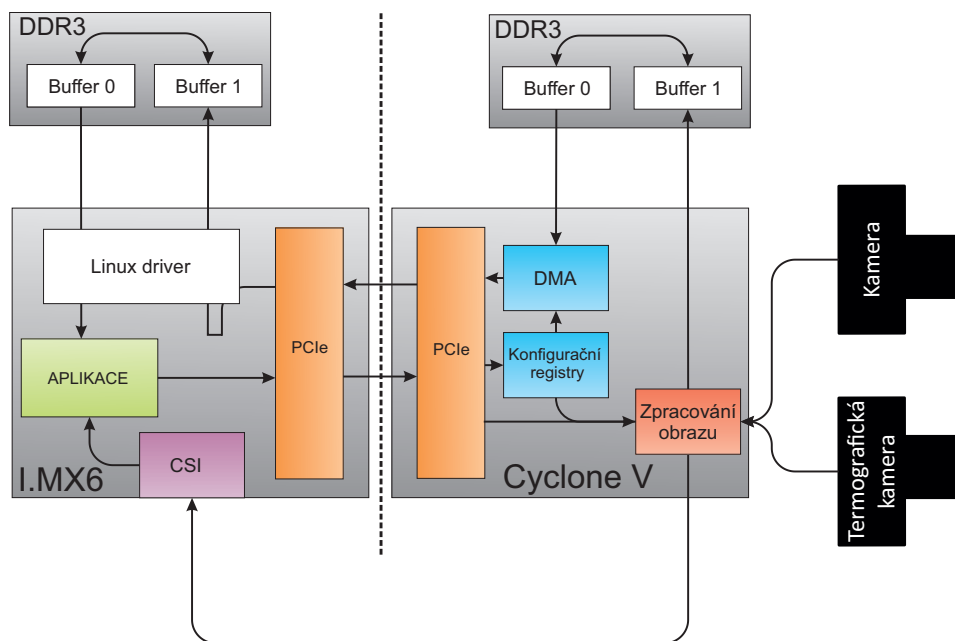 DDR3
Buffer 0
Buffer 1
DDR3
Buffer 0
Buffer 1
Linux driver
PCIe
APLIKACE
CSI
I.MX6
PCIe
DMA
Konfigurační
registry
Zpracování
obrazu
Cyclone V
Kamera
Termografická
kamera